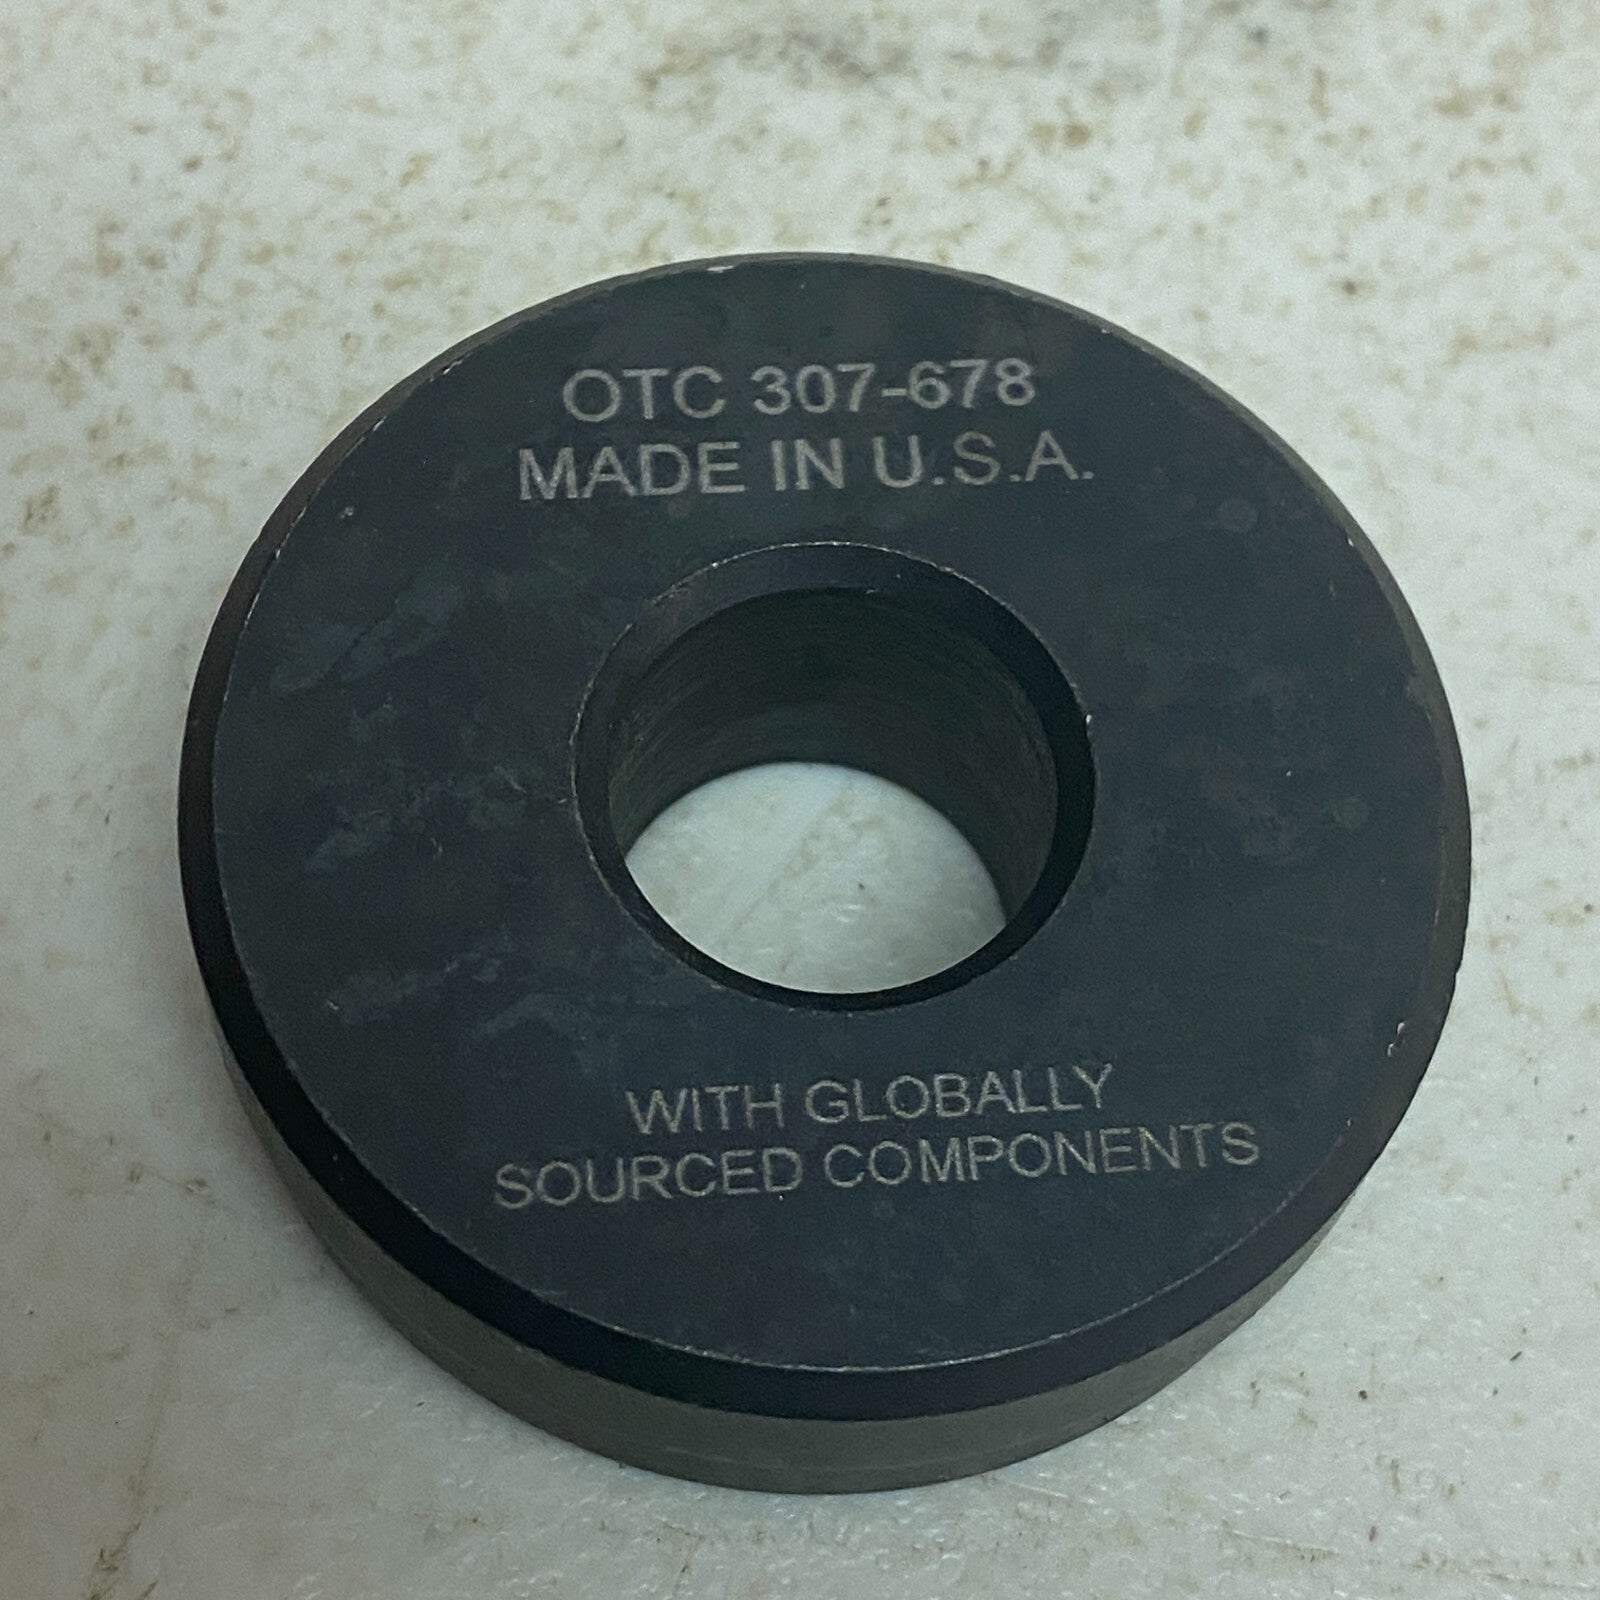 OTC 307-678
MADE IN U.S.A.
WITH GLOBALLY
SOURCED COMPONENTS